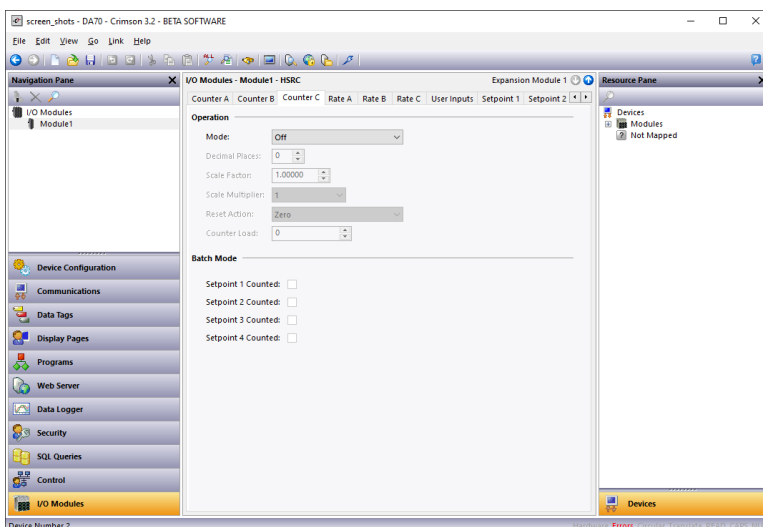 screen_shots - DA70 - Crimson 3.2 - BETA SOFTWARE
File Edit View Go Link Help
Navigation Pane
I/O Modules
Module1
Device Configuration
Communications
Data Tags
Display Pages
Programs
Web Server
Data Logger
Security
SQL Queries
Control
I/O Modules
I/O Modules - Module1 - HSRC Expansion Module 1
Counter A Counter B Counter C Rate A Rate B Rate C User Inputs Setpoint 1 Setpoint 2
Operation
Mode: Off
Decimal Places: 0
Scale Factor: 1.00000
Scale Multiplier: 1
Reset Action: Zero
Counter Load: 0
Batch Mode
Setpoint 1 Counted:
Setpoint 2 Counted:
Setpoint 3 Counted:
Setpoint 4 Counted:
Resource Pane
Devices
Modules
Not Mapped
Devices
Device Number 2
Hardware Errors Circular Translate READ CAPS